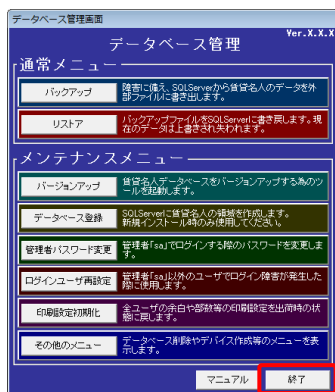 データベース管理画面
Ver.X.X.X
データベース管理
通常メニュー
バックアップ
障害に備え、SQLServerから賃貸名人のデータを外
部ファイルに書き出します。
リストア
バックアップファイルをSQLServerに書き戻します。現
在のデータは上書きされ失われます。
メンテナンスメニュー
バージョンアップ
賃貸名人データベースをバージョンアップする為のツ
ールを起動します。
データベース登録
SQLServerに賃貸名人の領域を作成します。
新規インストール時のみ使用してください。
管理者パスワード変更
管理者「sa」でログインする際のパスワードを変更しま
す。
ログインユーザ再設定
管理者「sa」以外のユーザでログイン障害が発生した
際に使用します。
印刷設定初期化
全ユーザの余白や部数等の印刷設定を出荷時の状
態に戻します。
その他のメニュー
データベース削除やデバイス作成等のメニューを表
示します。
マニュアル
終了